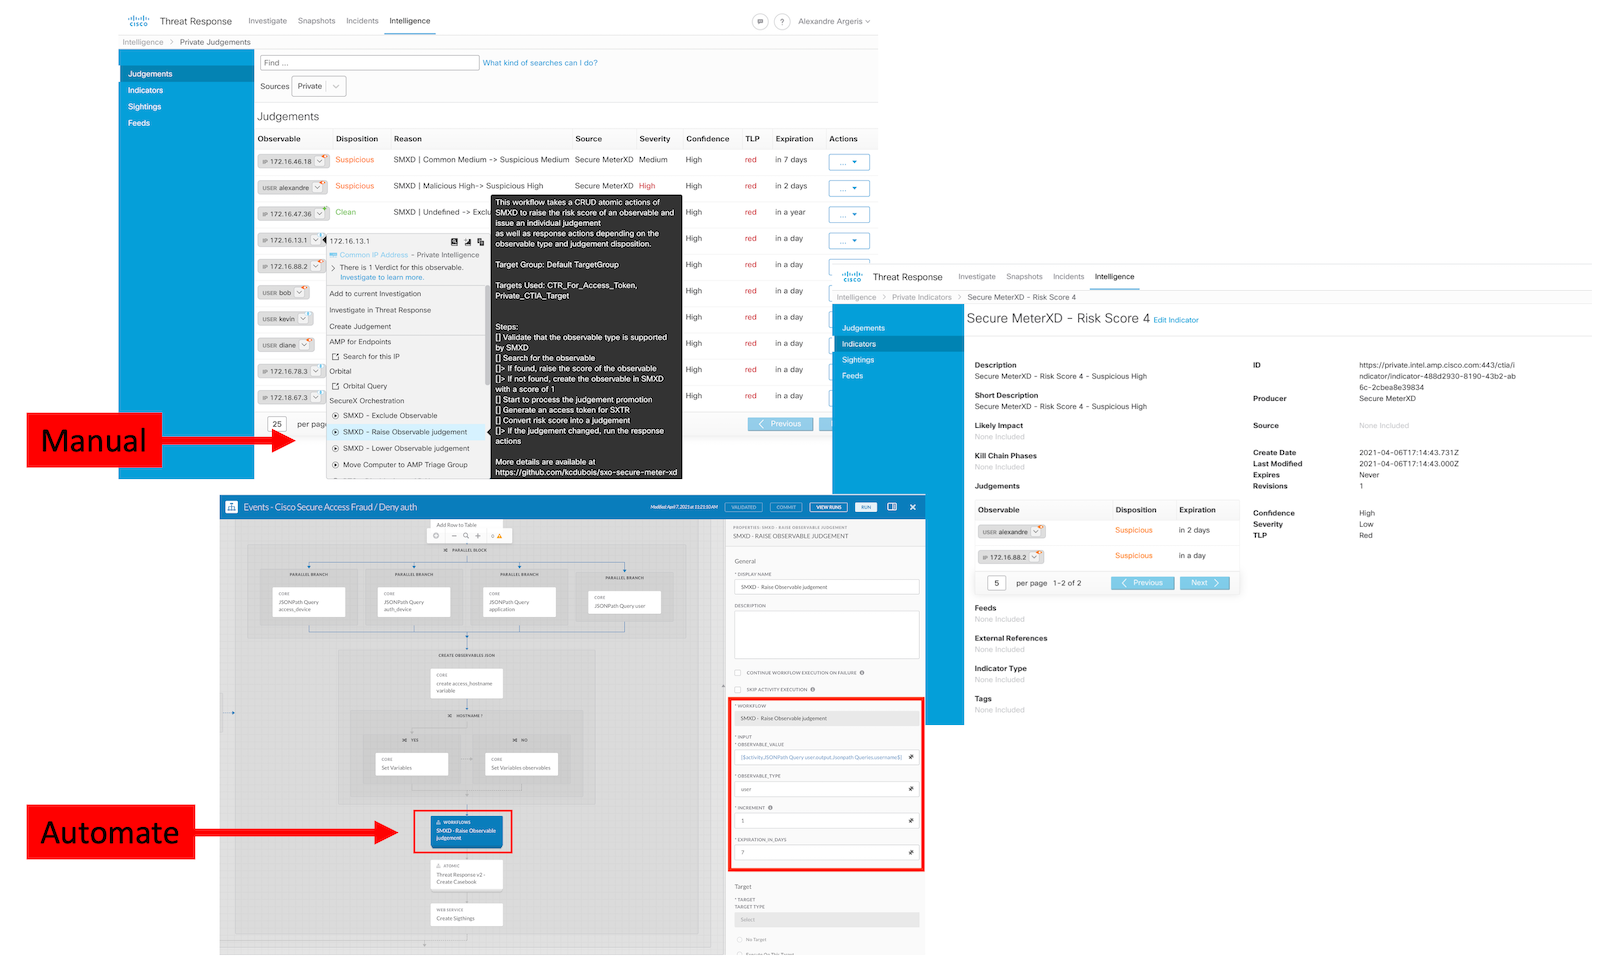 cisco Threat Response Investigate Snapshots Incidents Intelligence ? Alexandre Argeris
Intelligence > Private Judgements
Judgements
Indicators
Sightings
Feeds
Find ... What kind of searches can I do?
Sources Private
Judgements
Observable Disposition Reason Source Severity Confidence TLP Expiration Actions
IP 172.16.46.18 Suspicious SMXD | Common Medium -> Suspicious Medium Secure MeterXD Medium High red in 7 days ...
USER alexandre Suspicious SMXD | Malicious High-> Suspicious High Secure MeterXD High High red in 2 days ...
IP 172.16.47.36 Clean SMXD | Undefined -> Exclu High red in a year ...
IP 172.16.13.1 High red in a day ...
IP 172.16.88.2 High red in a day
USER bob High red in a day
USER kevin High red in a day
USER diane High red in a day
IP 172.16.78.3 High red in a day
IP 172.18.67.3 High red in a day
25 per page Previous
172.16.13.1
Common IP Address - Private Intelligence
There is 1 Verdict for this observable.
Investigate to learn more.
Add to current Investigation
Investigate in Threat Response
Create Judgement
AMP for Endpoints
Search for this IP
Orbital
Orbital Query
SecureX Orchestration
SMXD - Exclude Observable
SMXD - Raise Observable judgement
SMXD - Lower Observable judgement
Move Computer to AMP Triage Group
This workflow takes a CRUD atomic actions of
SMXD to raise the risk score of an observable and
issue an individual judgement
as well as response actions depending on the
observable type and judgement disposition.
Target Group: Default TargetGroup
Targets Used: CTR_For_Access_Token,
Private_CTIA_Target
Steps:
[] Validate that the observable type is supported
by SMXD
[] Search for the observable
[]> If found, raise the score of the observable
[]> If not found, create the observable in SMXD
with a score of 1
[] Start to process the judgement promotion
[] Generate an access token for SXTR
[] Convert risk score into a judgement
[]> If the judgement changed, run the response
actions
More details are available at
https://github.com/kcdubois/sxo-secure-meter-xd
Manual
cisco Threat Response Investigate Snapshots Incidents Intelligence
Intelligence > Private Indicators > Secure MeterXD - Risk Score 4
Judgements
Indicators
Sightings
Feeds
Secure MeterXD - Risk Score 4 Edit Indicator
Description
Secure MeterXD - Risk Score 4 - Suspicious High
Short Description
Secure MeterXD - Risk Score 4 - Suspicious High
Likely Impact
None Included
Kill Chain Phases
None Included
Judgements
Observable Disposition Expiration
USER alexandre Suspicious in 2 days
IP 172.16.88.2 Suspicious in a day
5 per page 1-2 of 2 Previous Next
Feeds
None Included
External References
None Included
Indicator Type
None Included
Tags
None Included
ID https://private.intel.amp.cisco.com:443/ctia/i
ndicator/indicator-488d2930-8190-43b2-ab
6c-2cbea8e39834
Producer Secure MeterXD
Source None Included
Create Date 2021-04-06T17:14:43.731Z
Last Modified 2021-04-06T17:14:43.000Z
Expires Never
Revisions 1
Confidence High
Severity Low
TLP Red
Events - Cisco Secure Access Fraud / Deny auth Modified Apr 7, 2021 at 11:21:10 AM VALIDATED COMMIT VIEW RUNS RUN
Add Row to Table
PARALLEL BLOCK
PARALLEL BRANCH PARALLEL BRANCH PARALLEL BRANCH PARALLEL BRANCH
CORE
JSONPath Query
access_device
CORE
JSONPath Query
auth_device
CORE
JSONPath Query
application
CORE
JSONPath Query user
CREATE OBSERVABLES JSON
CORE
create access_hostname
variable
HOSTNAME?
YES NO
CORE
Set Variables
CORE
Set Variables observables
WORKFLOWS
SMXD - Raise Observable
judgement
ATOMIC
Threat Response v2 -
Create Casebook
WEB SERVICE
Create Sigthings
PROPERTIES: SMXD - RAISE OBSERVABLE JUDGEMENT
SMXD - RAISE OBSERVABLE JUDGEMENT
General
* DISPLAY NAME
SMXD - Raise Observable judgement
DESCRIPTION
CONTINUE WORKFLOW EXECUTION ON FAILURE
SKIP ACTIVITY EXECUTION
* WORKFLOW
SMXD - Raise Observable judgement
* INPUT
* OBSERVABLE_VALUE
[$activity.JSONPath Query user.output.Jsonpath Queries.username$]
* OBSERVABLE_TYPE
user
* INCREMENT
1
* EXPIRATION_IN_DAYS
7
Target
* TARGET
TARGET TYPE
Select
No Target
Execute On This Target
Automate